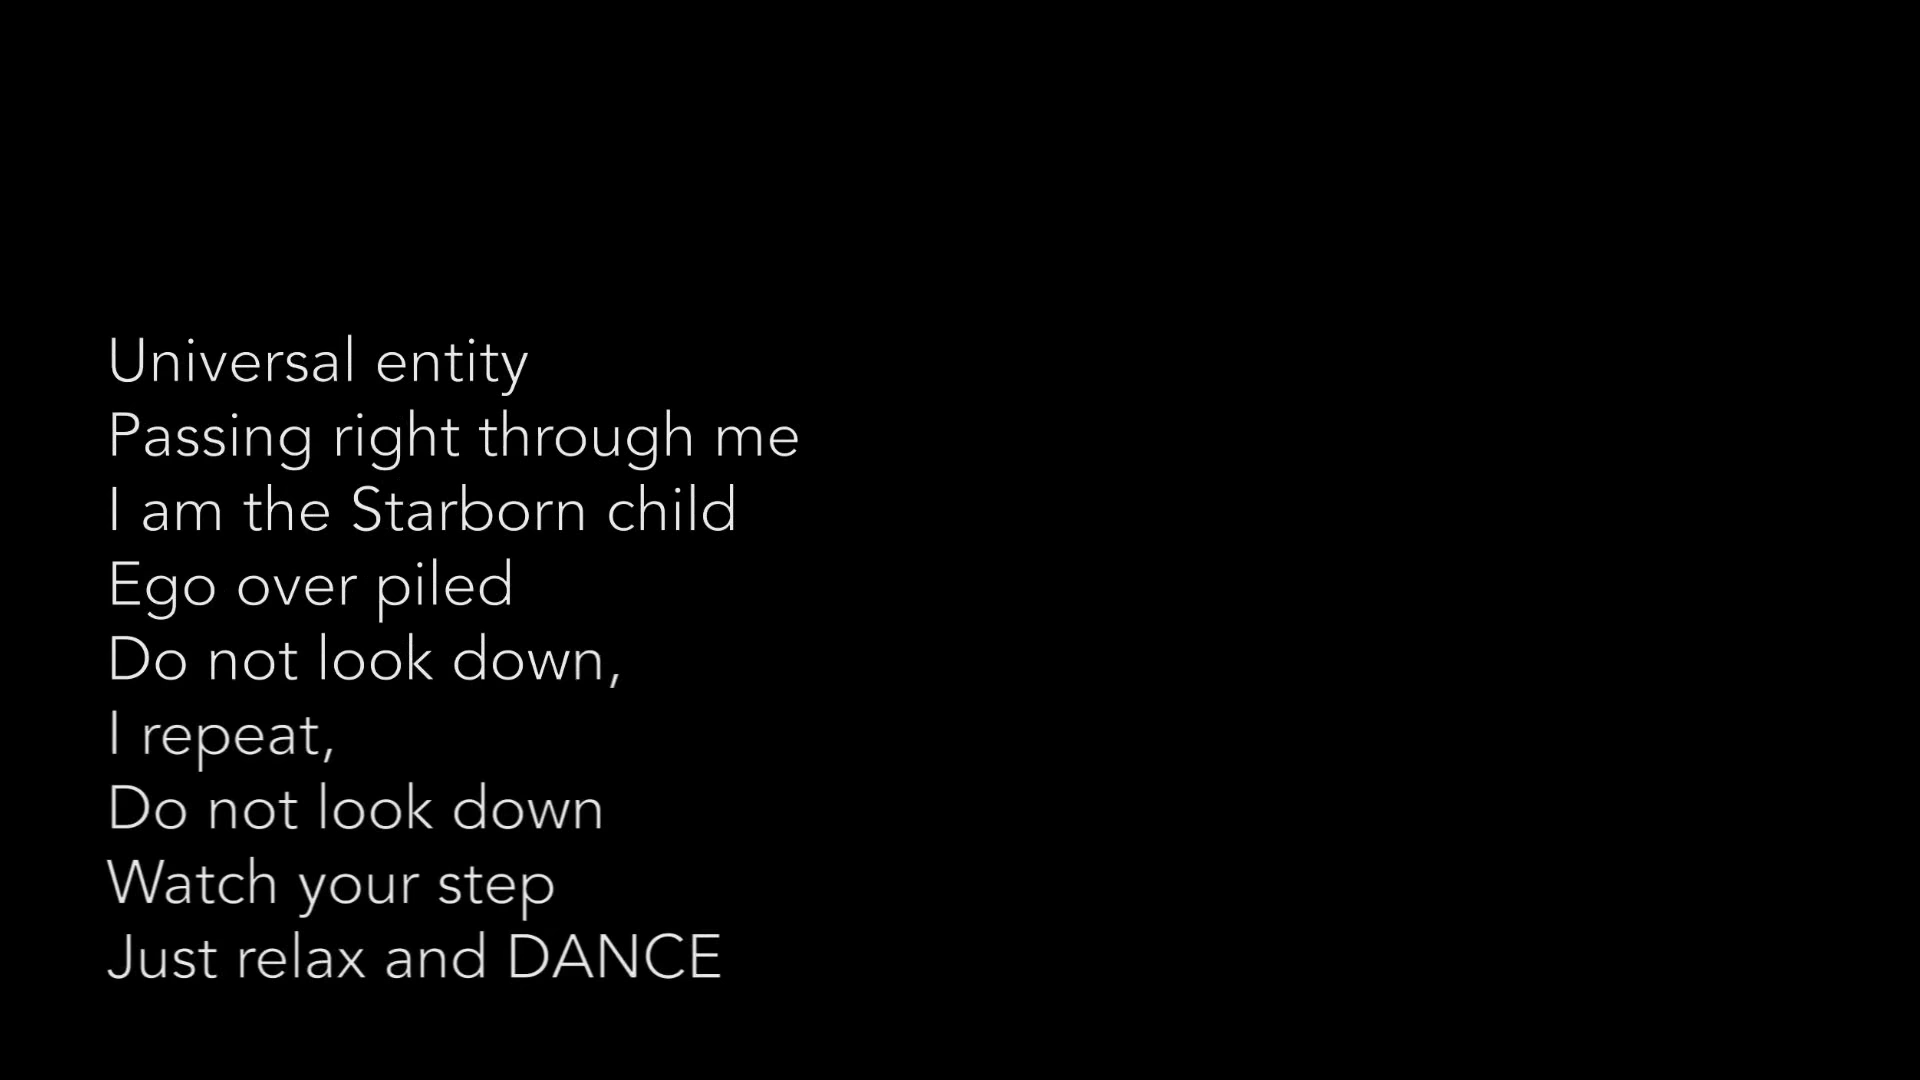 Universal entity
Passing right through me
I am the Starborn child
Ego over piled
Do not look down,
I repeat,
Do not look down
Watch your step
Just relax and DANCE